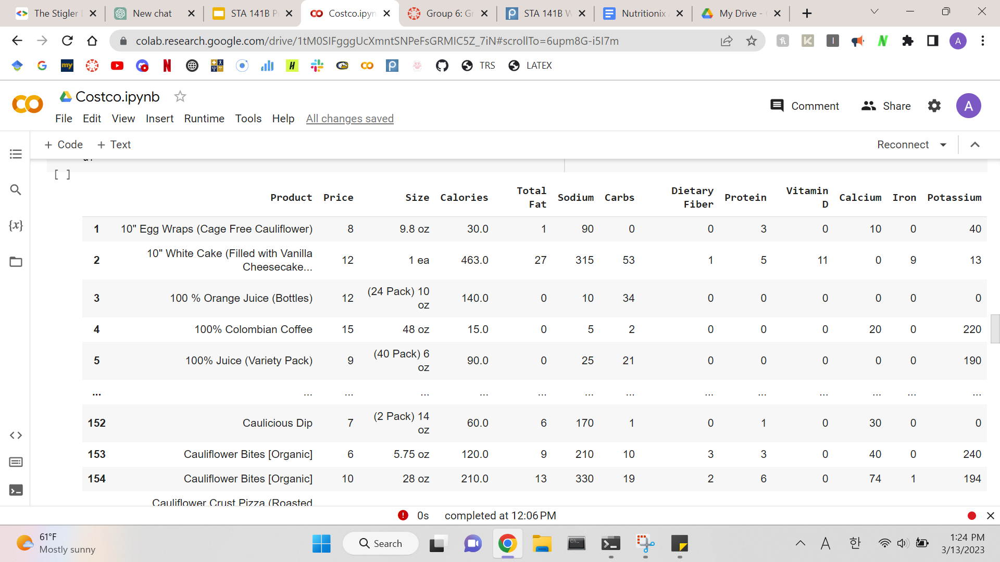 The Stigler
New chat
STA 141B P
Costco.ipyn
Group 6: Gr
STA 141B W
Nutritionix
My Drive -
colab.research.google.com/drive/1tM0SIFgggUcXmntSNPeFsGRMIC5Z_7iN#scrollTo=6upm8G-i5I7m
TRS
LATEX
Costco.ipynb
Comment
Share
A
File Edit View Insert Runtime Tools Help All changes saved
+ Code + Text
Reconnect
[ ]
Product Price Size Calories Total Fat Sodium Carbs Dietary Fiber Protein Vitamin D Calcium Iron Potassium
1 10" Egg Wraps (Cage Free Cauliflower) 8 9.8 oz 30.0 1 90 0 0 3 0 10 0 40
2 10" White Cake (Filled with Vanilla Cheesecake... 12 1 ea 463.0 27 315 53 1 5 11 0 9 13
3 100 % Orange Juice (Bottles) 12 (24 Pack) 10 oz 140.0 0 10 34 0 0 0 0 0 0
4 100% Colombian Coffee 15 48 oz 15.0 0 5 2 0 0 0 20 0 220
5 100% Juice (Variety Pack) 9 (40 Pack) 6 oz 90.0 0 25 21 0 0 0 0 0 190
... ... ... ... ... ... ... ... ... ... ... ... ... ...
152 Caulicious Dip 7 (2 Pack) 14 oz 60.0 6 170 1 0 1 0 30 0 0
153 Cauliflower Bites [Organic] 6 5.75 oz 120.0 9 210 10 3 3 0 40 0 240
154 Cauliflower Bites [Organic] 10 28 oz 210.0 13 330 19 2 6 0 74 1 194
Cauliflower Crust Pizza (Roasted
0s completed at 12:06 PM
61°F
Mostly sunny
Search
A
한
1:24 PM
3/13/2023